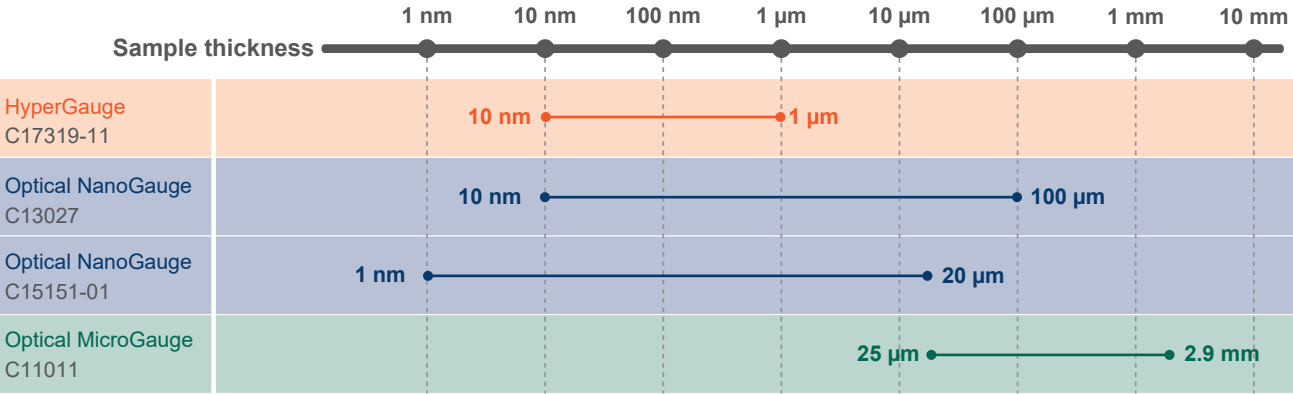 1 nm 10 nm 100 nm 1 µm 10 µm 100 µm 1 mm 10 mm
Sample thickness
HyperGauge
C17319-11
10 nm 1 µm
Optical NanoGauge
C13027
10 nm 100 µm
Optical NanoGauge
C15151-01
1 nm 20 µm
Optical MicroGauge
C11011
25 µm 2.9 mm